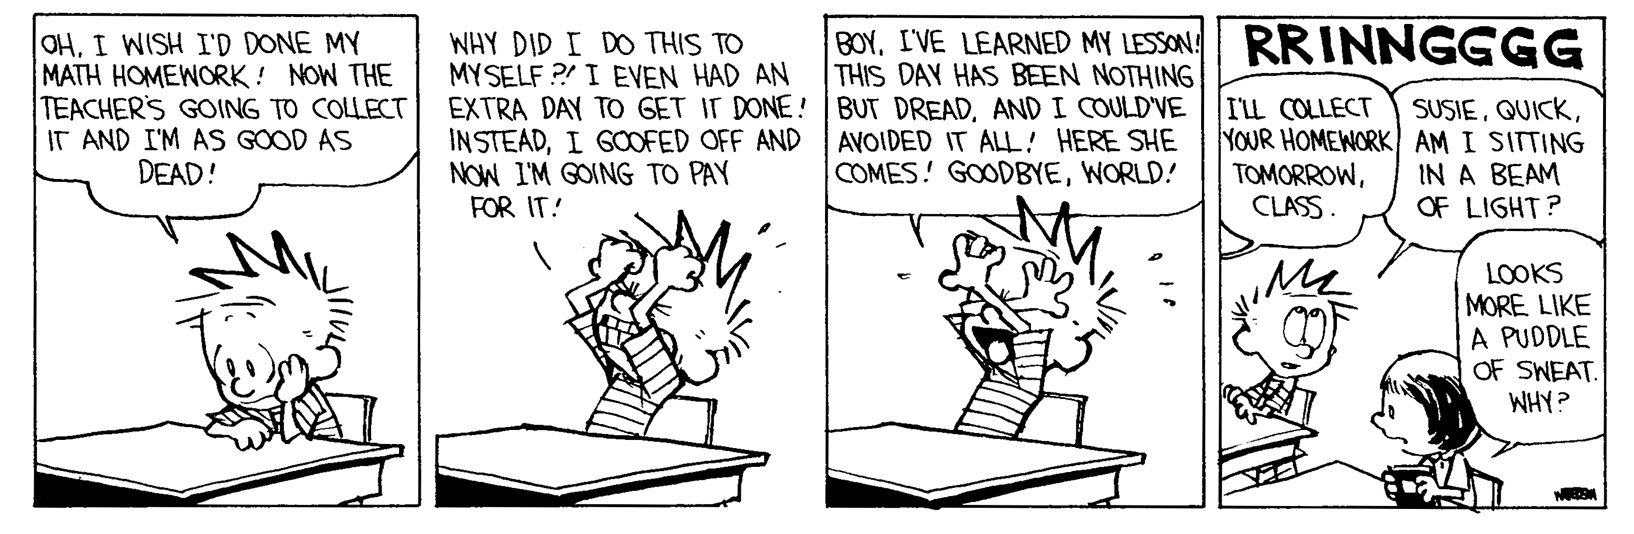 OH, I WISH I'D DONE MY
MATH HOMEWORK! NOW THE
TEACHER'S GOING TO COLLECT
IT AND I'M AS GOOD AS
DEAD!
WHY DID I DO THIS TO
MYSELF?! I EVEN HAD AN
EXTRA DAY TO GET IT DONE!
INSTEAD, I GOOFED OFF AND
NOW I'M GOING TO PAY
FOR IT!
BOY, I'VE LEARNED MY LESSON!
THIS DAY HAS BEEN NOTHING
BUT DREAD, AND I COULD'VE
AVOIDED IT ALL! HERE SHE
COMES! GOODBYE, WORLD!
RRINNGGGG
I'LL COLLECT
YOUR HOMEWORK
TOMORROW,
CLASS.
SUSIE, QUICK,
AM I SITTING
IN A BEAM
OF LIGHT?
LOOKS
MORE LIKE
A PUDDLE
OF SWEAT.
WHY?